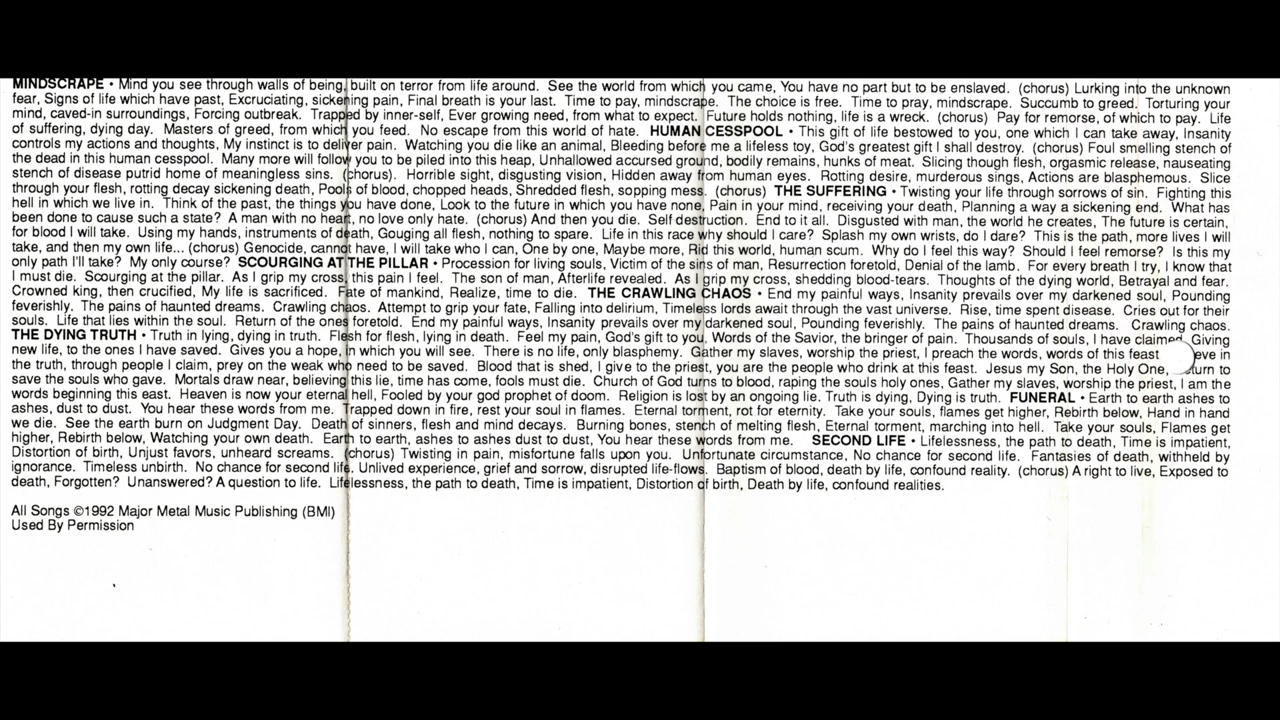 MINDSCRAPE • Mind you see through walls of being, built on terror from life around. See the world from which you came, You have no part but to be enslaved. (chorus) Lurking into the unknown
fear, Signs of life which have past, Excruciating, sickening pain, Final breath is your last. Time to pay, mindscrape. The choice is free. Time to pray, mindscrape. Succumb to greed. Torturing your
mind, caved-in surroundings, Forcing outbreak. Trapped by inner-self, Ever growing need, from what to expect. Future holds nothing, life is a wreck. (chorus) Pay for remorse, of which to pay. Life
of suffering, dying day. Masters of greed, from which you feed. No escape from this world of hate. HUMAN CESSPOOL • This gift of life bestowed to you, one which I can take away, Insanity
controls my actions and thoughts, My instinct is to deliver pain. Watching you die like an animal, Bleeding before me a lifeless toy, God's greatest gift I shall destroy. (chorus) Foul smelling stench of
the dead in this human cesspool. Many more will follow you to be piled into this heap, Unhallowed accursed ground, bodily remains, hunks of meat. Slicing though flesh, orgasmic release, nauseating
stench of disease putrid home of meaningless sins. (chorus). Horrible sight, disgusting vision, Hidden away from human eyes. Rotting desire, murderous sings, Actions are blasphemous. Slice
through your flesh, rotting decay sickening death, Pools of blood, chopped heads, Shredded flesh, sopping mess. (chorus) THE SUFFERING • Twisting your life through sorrows of sin. Fighting this
hell in which we live in. Think of the past, the things you have done, Look to the future in which you have none, Pain in your mind, receiving your death, Planning a way a sickening end. What has
been done to cause such a state? A man with no heart, no love only hate. (chorus) And then you die. Self destruction. End to it all. Disgusted with man, the world he creates, The future is certain,
for blood I will take. Using my hands, instruments of death, Gouging all flesh, nothing to spare. Life in this race why should I care? Splash my own wrists, do I dare? This is the path, more lives I will
take, and then my own life... (chorus) Genocide, cannot have, I will take who I can, One by one, Maybe more, Rid this world, human scum. Why do I feel this way? Should I feel remorse? Is this my
only path I'll take? My only course? SCOURGING AT THE PILLAR • Procession for living souls, Victim of the sins of man, Resurrection foretold, Denial of the lamb. For every breath I try, I know that
I must die. Scourging at the pillar. As I grip my cross, this pain I feel. The son of man, Afterlife revealed. As I grip my cross, shedding blood-tears. Thoughts of the dying world, Betrayal and fear.
Crowned king, then crucified, My life is sacrificed. Fate of mankind, Realize, time to die. THE CRAWLING CHAOS • End my painful ways, Insanity prevails over my darkened soul, Pounding
feverishly. The pains of haunted dreams. Crawling chaos. Attempt to grip your fate, Falling into delirium, Timeless lords await through the vast universe. Rise, time spent disease. Cries out for their
souls. Life that lies within the soul. Return of the ones foretold. End my painful ways, Insanity prevails over my darkened soul, Pounding feverishly. The pains of haunted dreams. Crawling chaos.
THE DYING TRUTH • Truth in lying, dying in truth. Flesh for flesh, lying in death. Feel my pain, God's gift to you, Words of the Savior, the bringer of pain. Thousands of souls, I have claimed, Giving
new life, to the ones I have saved. Gives you a hope, in which you will see. There is no life, only blasphemy. Gather my slaves, worship the priest, I preach the words, words of this feast eve in
the truth, through people I claim, prey on the weak who need to be saved. Blood that is shed, I give to the priest, you are the people who drink at this feast. Jesus my Son, the Holy One, turn to
save the souls who gave. Mortals draw near, believing this lie, time has come, fools must die. Church of God turns to blood, raping the souls holy ones, Gather my slaves, worship the priest, I am the
words beginning this east. Heaven is now your eternal hell, Fooled by your god prophet of doom. Religion is lost by an ongoing lie. Truth is dying, Dying is truth. FUNERAL • Earth to earth ashes to
ashes, dust to dust. You hear these words from me. Trapped down in fire, rest your soul in flames. Eternal torment, rot for eternity. Take your souls, flames get higher, Rebirth below, Hand in hand
we die. See the earth burn on Judgment Day. Death of sinners, flesh and mind decays. Burning bones, stench of melting flesh, Eternal torment, marching into hell. Take your souls, Flames get
higher, Rebirth below, Watching your own death. Earth to earth, ashes to ashes dust to dust, You hear these words from me. SECOND LIFE • Lifelessness, the path to death, Time is impatient,
Distortion of birth, Unjust favors, unheard screams. (chorus) Twisting in pain, misfortune falls upon you. Unfortunate circumstance, No chance for second life. Fantasies of death, withheld by
ignorance. Timeless unbirth. No chance for second life. Unlived experience, grief and sorrow, disrupted life-flows. Baptism of blood, death by life, confound reality. (chorus) A right to live, Exposed to
death, Forgotten? Unanswered? A question to life. Lifelessness, the path to death, Time is impatient, Distortion of birth, Death by life, confound realities.
All Songs ©1992 Major Metal Music Publishing (BMI)
Used By Permission